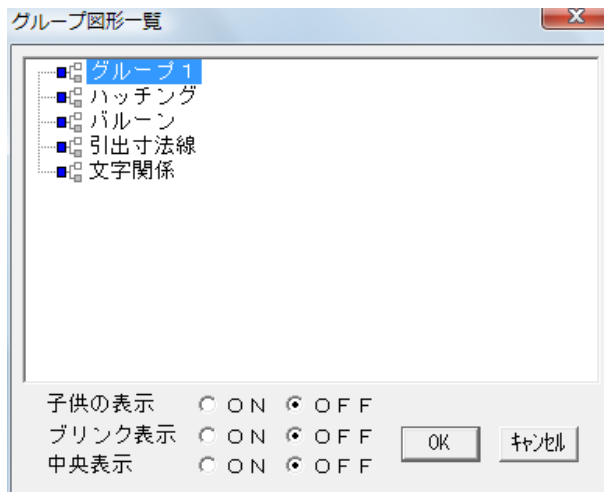 グループ図形一覧
グループ１
ハッチング
バルーン
引出寸法線
文字関係
子供の表示 ＯＮ ＯＦＦ
ブリンク表示 ＯＮ ＯＦＦ
中央表示 ＯＮ ＯＦＦ
OK
ｷｬﾝｾﾙ